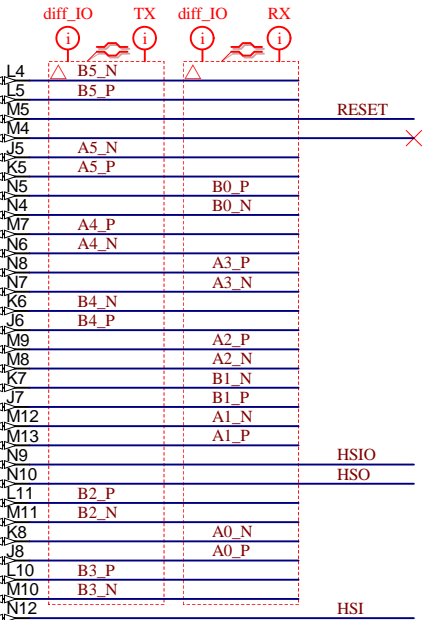 diff_IO TX diff_IO RX
i i i i
L4 B5_N
L5 B5_P
M5 RESET
M4
J5 A5_N
K5 A5_P
N5 B0_P
N4 B0_N
M7 A4_P
N6 A4_N
N8 A3_P
N7 A3_N
K6 B4_N
J6 B4_P
M9 A2_P
M8 A2_N
K7 B1_N
J7 B1_P
M12 A1_N
M13 A1_P
N9 HSIO
N10 HSO
L11 B2_P
M11 B2_N
K8 A0_N
J8 A0_P
L10 B3_P
M10 B3_N
N12 HSI